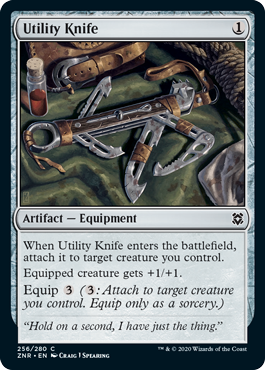 Utility Knife 1
Artifact — Equipment
When Utility Knife enters the battlefield,
attach it to target creature you control.
Equipped creature gets +1/+1.
Equip 3 (3: Attach to target creature
you control. Equip only as a sorcery.)
“Hold on a second, I have just the thing.”
256/280 C
ZNR • EN Craig J Spearing
™ & © 2020 Wizards of the Coast